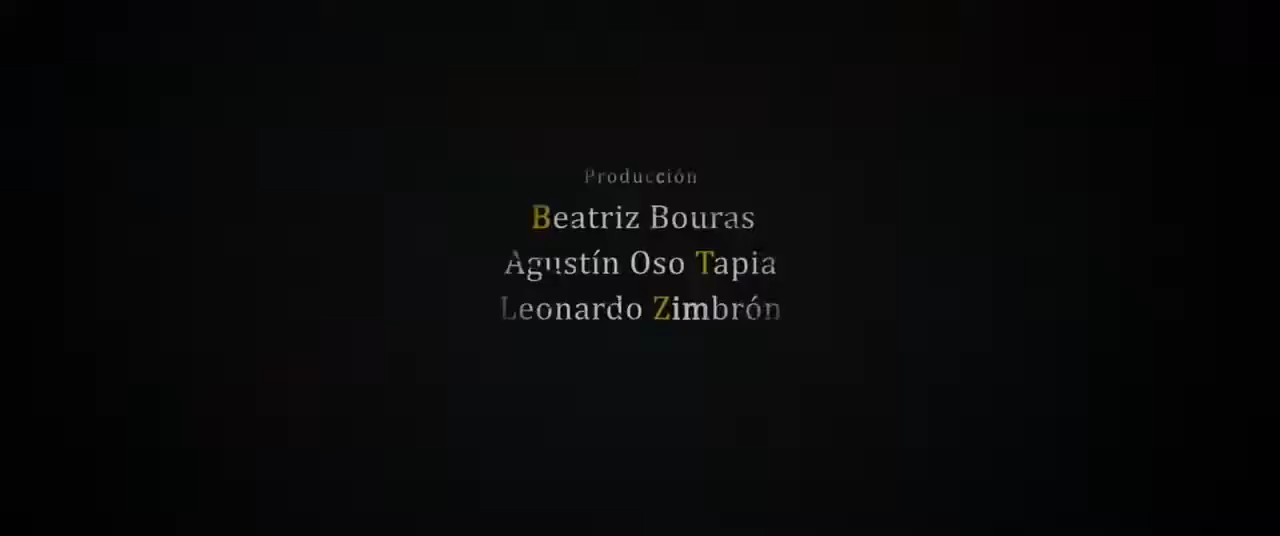 Producción
Beatriz Bouras
Agustín Oso Tapia
Leonardo Zimbrón